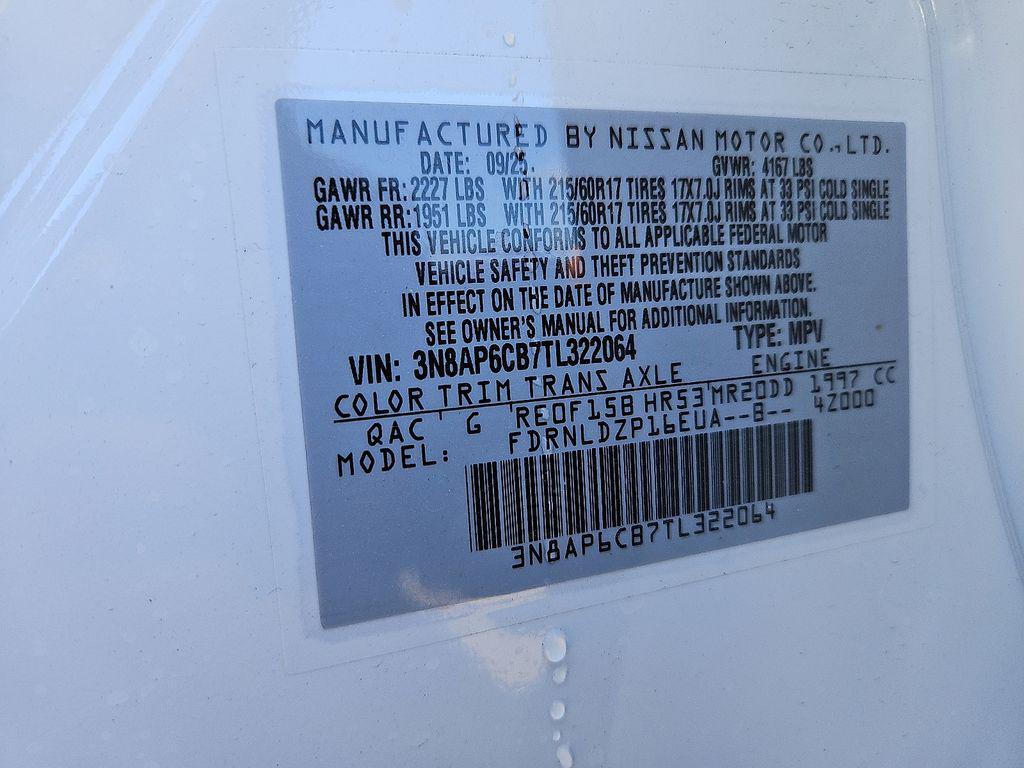 MANUFACTURED BY NISSAN MOTOR CO.,LTD.
DATE: 09/25. GVWR: 4167 LBS
GAWR FR: 2227 LBS WITH 215/60R17 TIRES 17X7.0J RIMS AT 33 PSI COLD SINGLE
GAWR RR: 1951 LBS WITH 215/60R17 TIRES 17X7.0J RIMS AT 33 PSI COLD SINGLE
THIS VEHICLE CONFORMS TO ALL APPLICABLE FEDERAL MOTOR
VEHICLE SAFETY AND THEFT PREVENTION STANDARDS
IN EFFECT ON THE DATE OF MANUFACTURE SHOWN ABOVE.
SEE OWNER'S MANUAL FOR ADDITIONAL INFORMATION.
VIN: 3N8AP6CB7TL322064 TYPE: MPV
COLOR TRIM TRANS AXLE ENGINE
QAC G RE0F15B HR53 MR20DD 1997 CC
MODEL: FDRNLDZP16EUA--B-- 42000
3N8AP6CB7TL322064